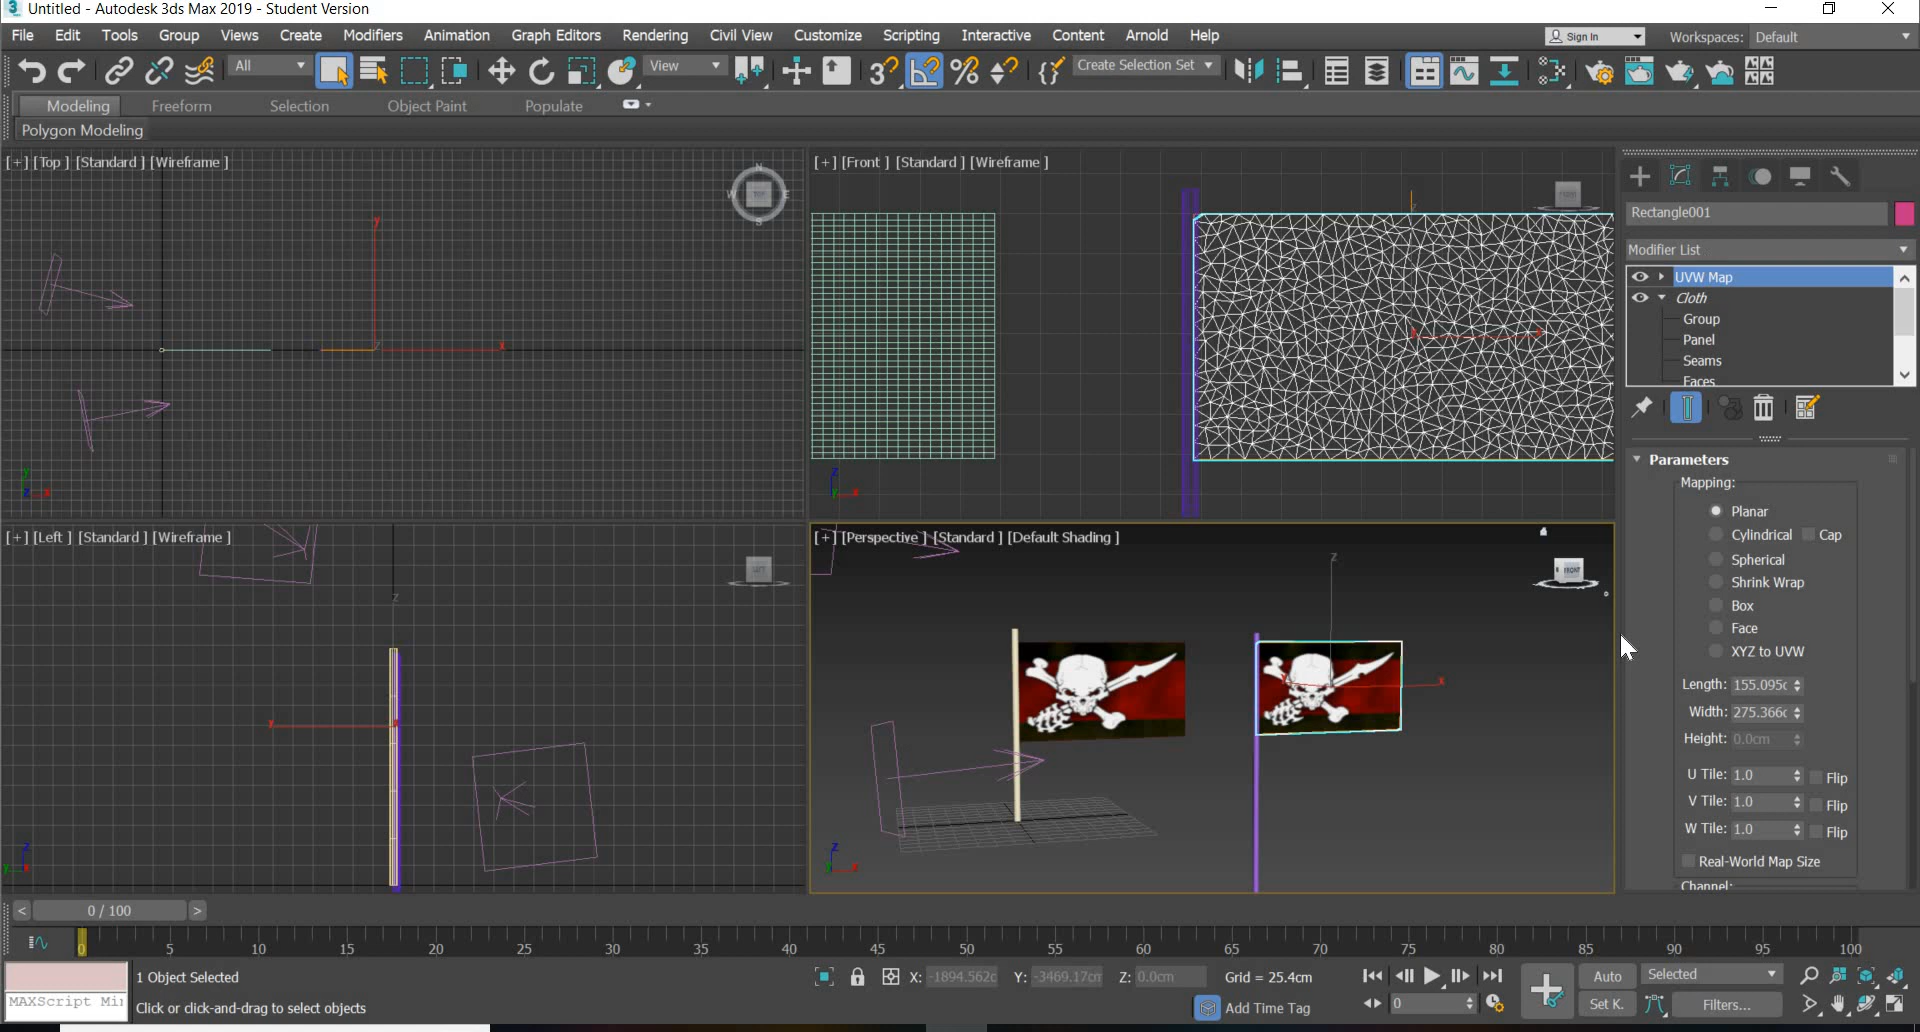 Untitled - Autodesk 3ds Max 2019 - Student Version
File Edit Tools Group Views Create Modifiers Animation Graph Editors Rendering Civil View Customize Scripting Interactive Content Arnold Help Sign In Workspaces: Default
All View Create Selection Set
Modeling Freeform Selection Object Paint Populate
Polygon Modeling
[+] [Top ] [Standard ] [Wireframe ]
N
W TOP E
S
y
x
z
[+] [Front ] [Standard ] [Wireframe ]
FRONT
z
x
[+] [Left ] [Standard ] [Wireframe ]
LEFT
z
y
[+] [Perspective ] [Standard ] [Default Shading ]
FRONT
z
x
Rectangle001
Modifier List
UVW Map
Cloth
Group
Panel
Seams
Faces
Parameters
Mapping:
Planar
Cylindrical Cap
Spherical
Shrink Wrap
Box
Face
XYZ to UVW
Length: 155.095c
Width: 275.366c
Height: 0.0cm
U Tile: 1.0 Flip
V Tile: 1.0 Flip
W Tile: 1.0 Flip
Real-World Map Size
Channel:
< 0 / 100 >
0 5 10 15 20 25 30 35 40 45 50 55 60 65 70 75 80 85 90 95 100
1 Object Selected X: -1894.562c Y: -3469.17cm Z: 0.0cm Grid = 25.4cm Auto Selected
MAXScript Mi Click or click-and-drag to select objects Add Time Tag 0 Set K. Filters...